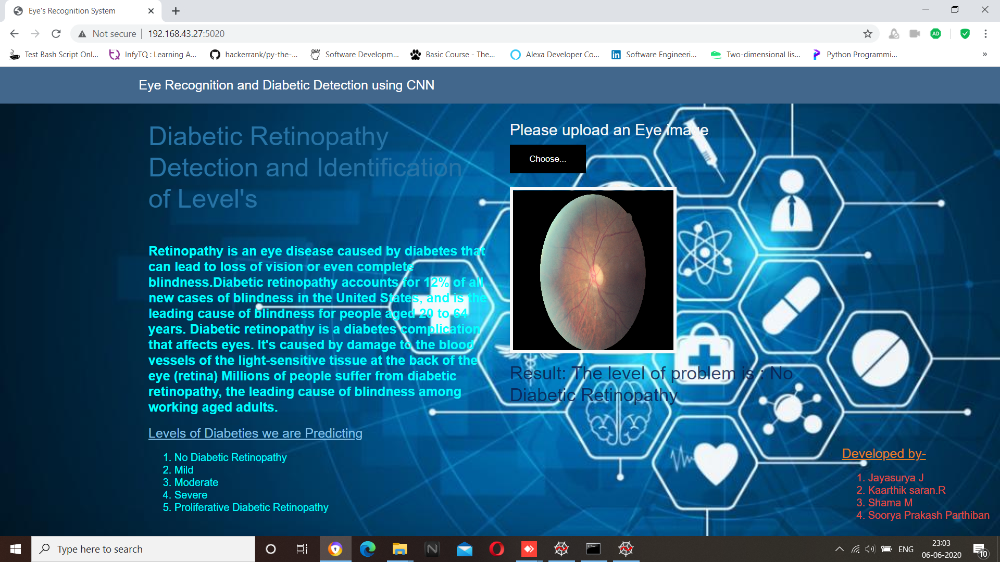 Eye's Recognition System
Not secure
192.168.43.27:5020
AD
Test Bash Script Onl...
InfyTQ : Learning A...
hackerrank/py-the-...
Software Developm...
Basic Course - The...
Alexa Developer Co...
in
Software Engineeri...
Two-dimensional lis...
Python Programmi...
»
Eye Recognition and Diabetic Detection using CNN
Diabetic Retinopathy
Detection and Identification
of Level's
Retinopathy is an eye disease caused by diabetes that
can lead to loss of vision or even complete
blindness.Diabetic retinopathy accounts for 12% of all
new cases of blindness in the United States, and is the
leading cause of blindness for people aged 20 to 64
years. Diabetic retinopathy is a diabetes complication
that affects eyes. It's caused by damage to the blood
vessels of the light-sensitive tissue at the back of the
eye (retina) Millions of people suffer from diabetic
retinopathy, the leading cause of blindness among
working aged adults.
Levels of Diabeties we are Predicting
1. No Diabetic Retinopathy
2. Mild
3. Moderate
4. Severe
5. Proliferative Diabetic Retinopathy
Please upload an Eye image
Choose...
Result: The level of problem is : No
Diabetic Retinopathy
Developed by-
1. Jayasurya J
2. Kaarthik saran.R
3. Shama M
4. Soorya Prakash Parthiban
Type here to search
N
ENG
23:03
06-06-2020
10